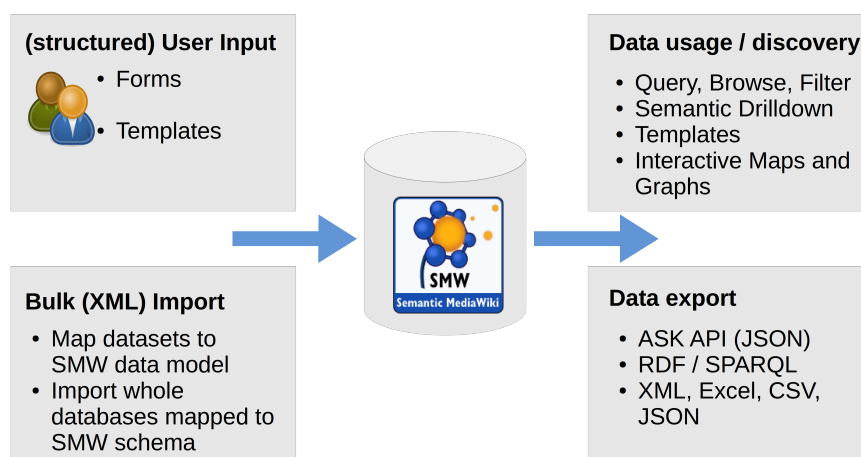 (structured) User Input
• Forms
• Templates
Bulk (XML) Import
• Map datasets to
SMW data model
• Import whole
databases mapped to
SMW schema
SMW
Semantic MediaWiki
Data usage / discovery
• Query, Browse, Filter
• Semantic Drilldown
• Templates
• Interactive Maps and
Graphs
Data export
• ASK API (JSON)
• RDF / SPARQL
• XML, Excel, CSV,
JSON